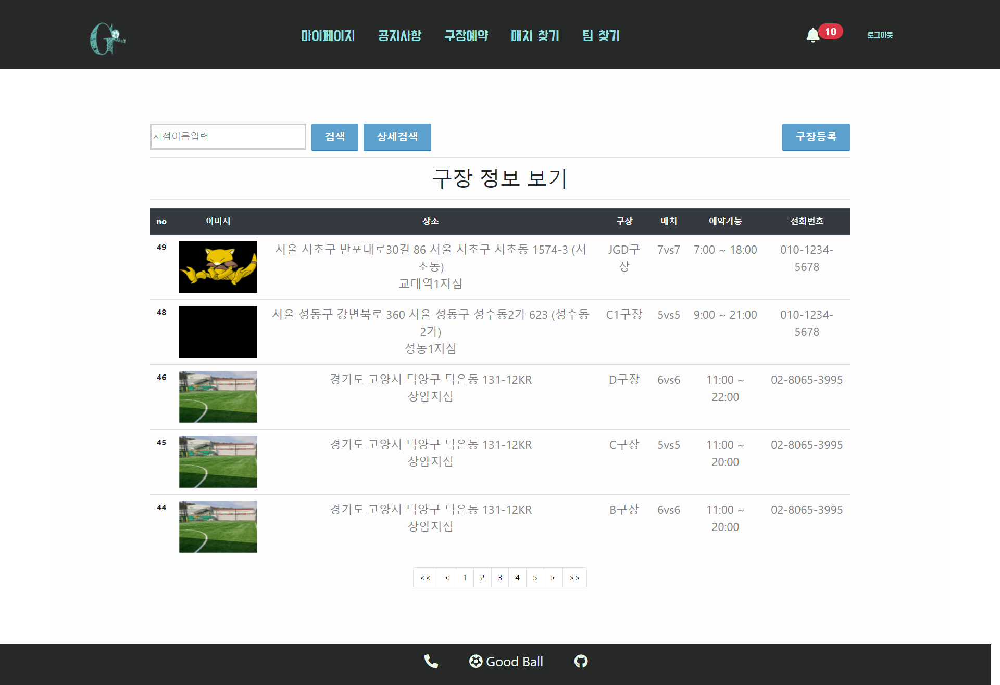 G ball
마이페이지 공지사항 구장예약 매치 찾기 팀 찾기 10 로그아웃
지점이름입력 검색 상세검색 구장등록
구장 정보 보기
no 이미지 장소 구장 매치 예약가능 전화번호
49 서울 서초구 반포대로30길 86 서울 서초구 서초동 1574-3 (서 JGD구 7vs7 7:00 ~ 18:00 010-1234-
초동) 장 5678
교대역1지점
48 서울 성동구 강변북로 360 서울 성동구 성수동2가 623 (성수동 C1구장 5vs5 9:00 ~ 21:00 010-1234-
2가) 5678
성동1지점
46 경기도 고양시 덕양구 덕은동 131-12KR D구장 6vs6 11:00 ~ 02-8065-3995
상암지점 22:00
45 경기도 고양시 덕양구 덕은동 131-12KR C구장 5vs5 11:00 ~ 02-8065-3995
상암지점 20:00
44 경기도 고양시 덕양구 덕은동 131-12KR B구장 6vs6 11:00 ~ 02-8065-3995
상암지점 20:00
<< < 1 2 3 4 5 > >>
Good Ball